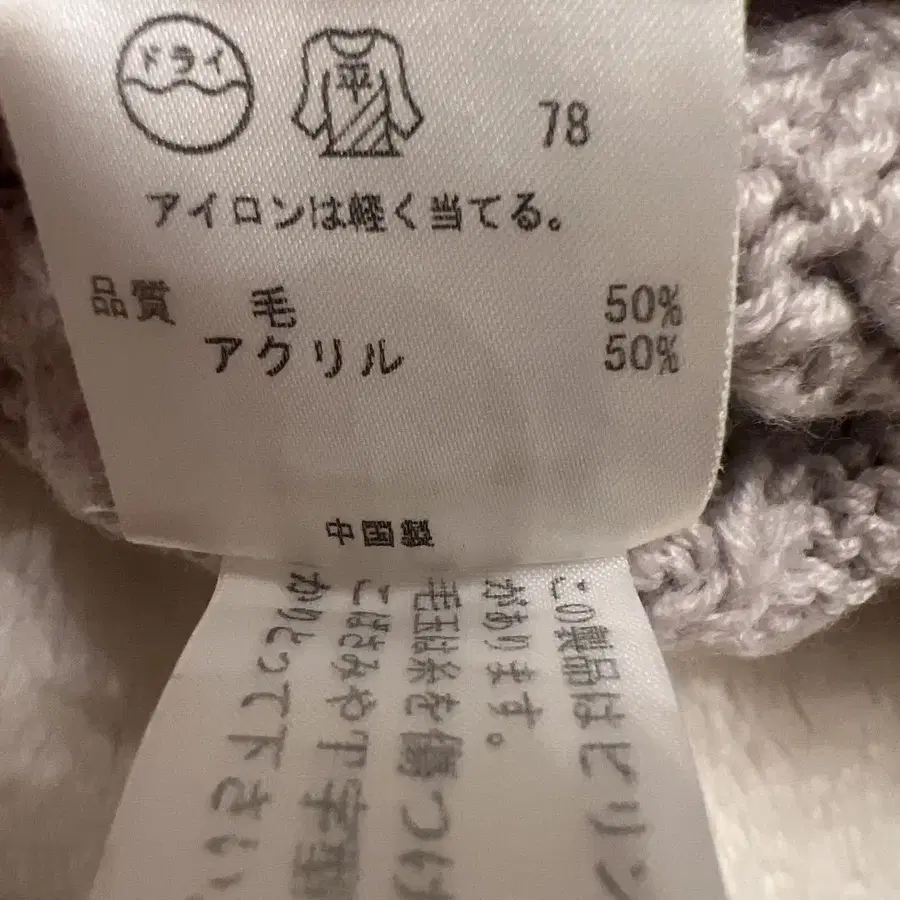 ドライ
平
78
アイロンは軽く当てる。
品質 毛 50%
アクリル 50%
中国製
この製品はピリン
があります。
毛玉は糸を傷つけ
こはさみや
かりとって下さい